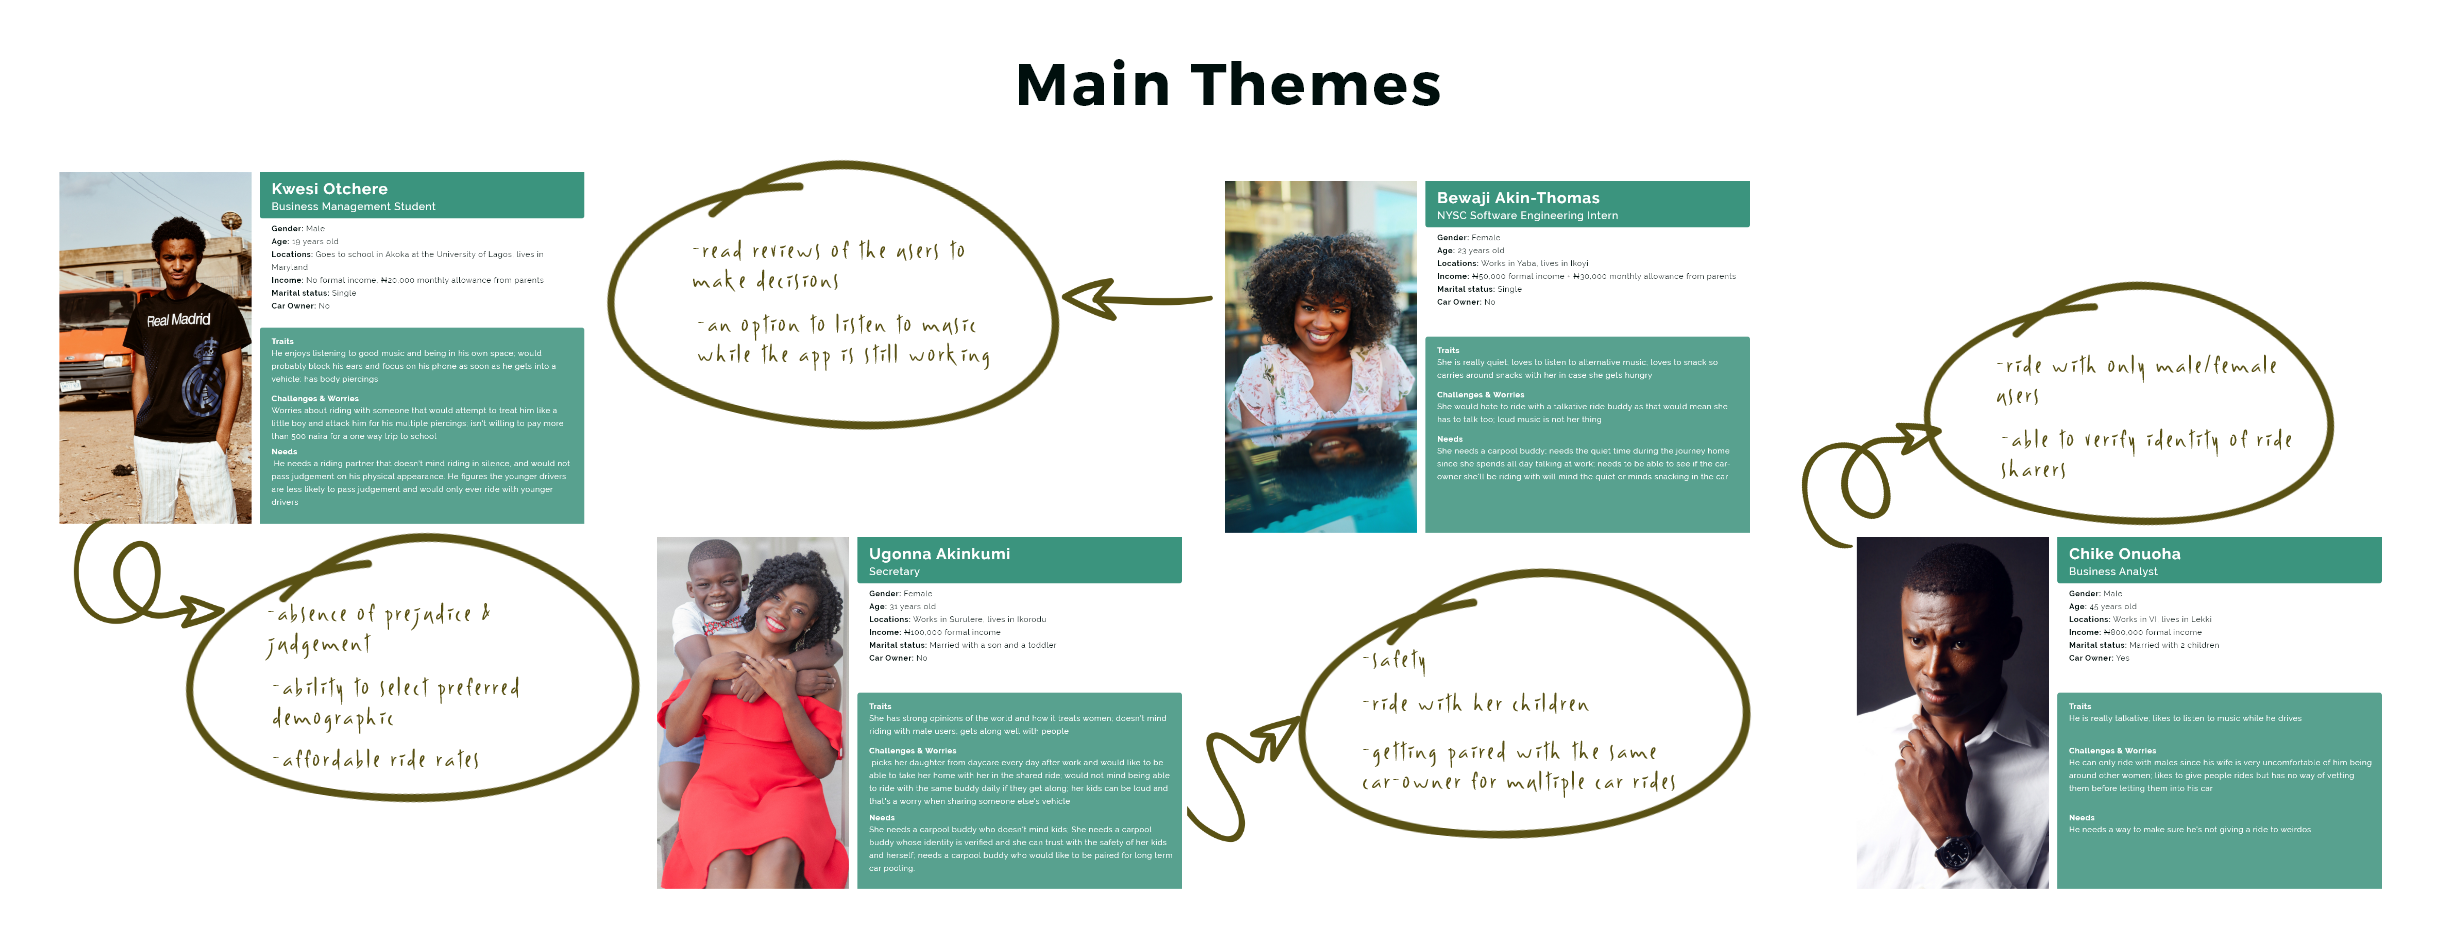 Main Themes
Kwesi Otchere
Business Management Student
Gender: Male
Age: 19 years old
Locations: Goes to school in Akoka at the University of Lagos, lives in
Maryland
Income: No formal income, ₦20,000 monthly allowance from parents
Marital status: Single
Car Owner: No
Traits
He enjoys listening to good music and being in his own space, would
probably block his ears and focus on his phone as soon as he gets into a
vehicle; has body piercings
Challenges & Worries
Worries about riding with someone that would attempt to treat him like a
little boy and attack him for his multiple piercings; isn't willing to pay more
than 500 naira for a one way trip to school
Needs
He needs a riding partner that doesn't mind riding in silence, and would not
pass judgement on his physical appearance. He figures the younger drivers
are less likely to pass judgement and would only ever ride with younger
drivers
Real Madrid
-absence of prejudice &
judgement
-ability to select preferred
demographic
-affordable ride rates
-read reviews of the users to
make decisions
-an option to listen to music
while the app is still working
Bewaji Akin-Thomas
NYSC Software Engineering Intern
Gender: Female
Age: 23 years old
Locations: Works in Yaba, lives in Ikoyi
Income: ₦50,000 formal income + ₦30,000 monthly allowance from parents
Marital status: Single
Car Owner: No
Traits
She is really quiet; loves to listen to alternative music; loves to snack so
carries around snacks with her in case she gets hungry
Challenges & Worries
She would hate to ride with a talkative ride buddy as that would mean she
has to talk too; loud music is not her thing
Needs
She needs a carpool buddy; needs the quiet time during the journey home
since she spends all day talking at work; needs to be able to see if the car-
owner she'll be riding with will mind the quiet or minds snacking in the car
Ugonna Akinkumi
Secretary
Gender: Female
Age: 31 years old
Locations: Works in Surulere, lives in Ikorodu
Income: ₦100,000 formal income
Marital status: Married with a son and a toddler
Car Owner: No
Traits
She has strong opinions of the world and how it treats women; doesn't mind
riding with male users; gets along well with people
Challenges & Worries
picks her daughter from daycare every day after work and would like to be
able to take her home with her in the shared ride; would not mind being able
to ride with the same buddy daily if they get along; her kids can be loud and
that's a worry when sharing someone else's vehicle
Needs
She needs a carpool buddy who doesn't mind kids; She needs a carpool
buddy whose identity is verified and she can trust with the safety of her kids
and herself; needs a carpool buddy who would like to be paired for long term
car pooling.
-safety
-ride with her children
-getting paired with the same
car-owner for multiple car rides
-ride with only male/female
users
-able to verify identity of ride
sharers
Chike Onuoha
Business Analyst
Gender: Male
Age: 45 years old
Locations: Works in VI, lives in Lekki
Income: ₦800,000 formal income
Marital status: Married with 2 children
Car Owner: Yes
Traits
He is really talkative; likes to listen to music while he drives
Challenges & Worries
He can only ride with males since his wife is very uncomfortable of him being
around other women; likes to give people rides but has no way of vetting
them before letting them into his car
Needs
He needs a way to make sure he's not giving a ride to weirdos